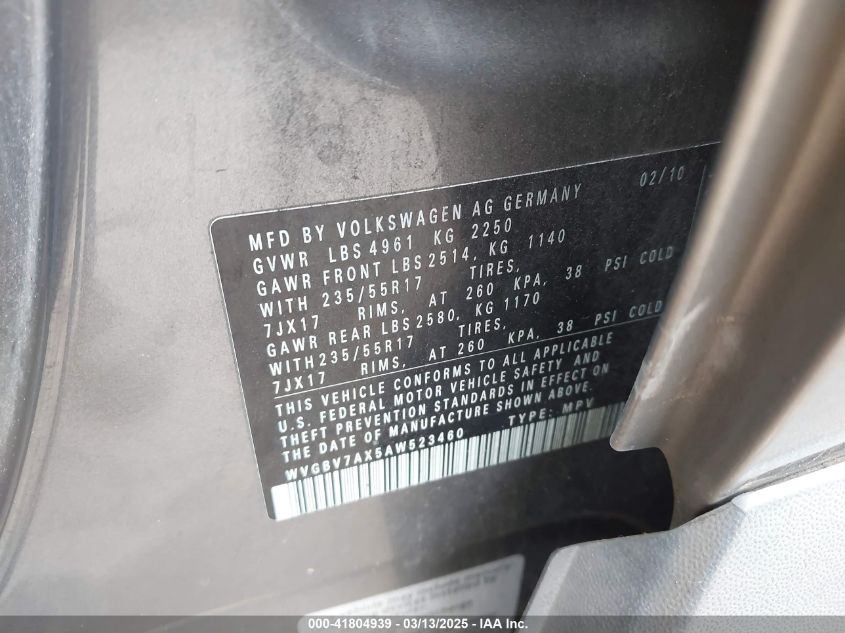 MFD BY VOLKSWAGEN AG GERMANY 02/10
GVWR LBS 4961 KG 2250
GAWR FRONT LBS 2514, KG 1140
WITH 235/55R17 TIRES,
7JX17 RIMS, AT 260 KPA, 38 PSI COLD
GAWR REAR LBS 2580, KG 1170
WITH 235/55R17 TIRES,
7JX17 RIMS, AT 260 KPA, 38 PSI COLD
THIS VEHICLE CONFORMS TO ALL APPLICABLE
U.S. FEDERAL MOTOR VEHICLE SAFETY AND
THEFT PREVENTION STANDARDS IN EFFECT ON
THE DATE OF MANUFACTURE SHOWN ABOVE.
WVGBV7AX5AW523460 TYPE: MPV
000-41804939 - 03/13/2025 - IAA Inc.